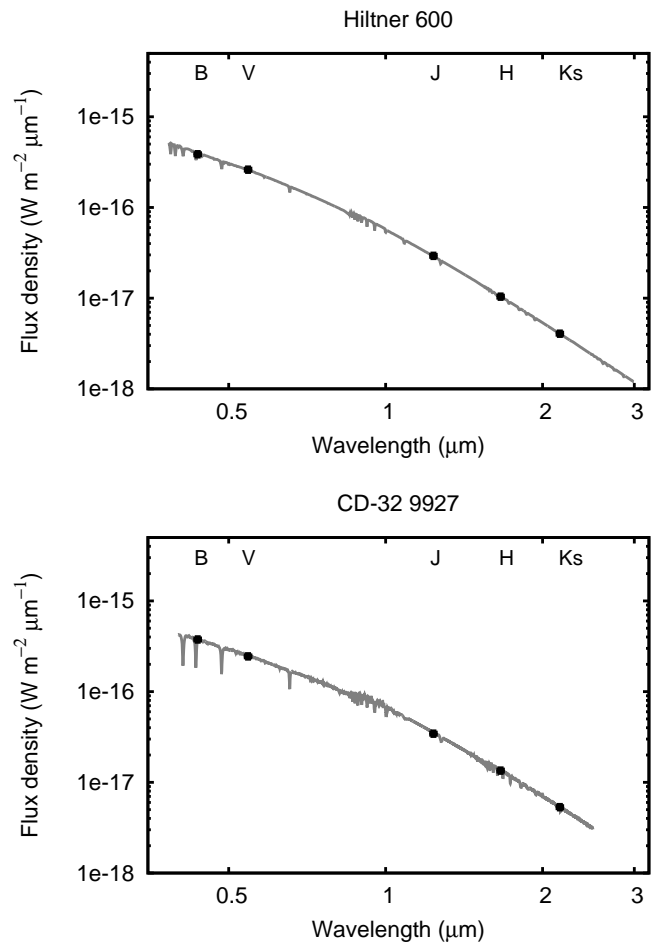 Hiltner 600
B V J H Ks
1e-15
1e-16
1e-17
1e-18
Flux density (W m⁻² μm⁻¹)
0.5 1 2 3
Wavelength (μm)
CD-32 9927
B V J H Ks
1e-15
1e-16
1e-17
1e-18
Flux density (W m⁻² μm⁻¹)
0.5 1 2 3
Wavelength (μm)